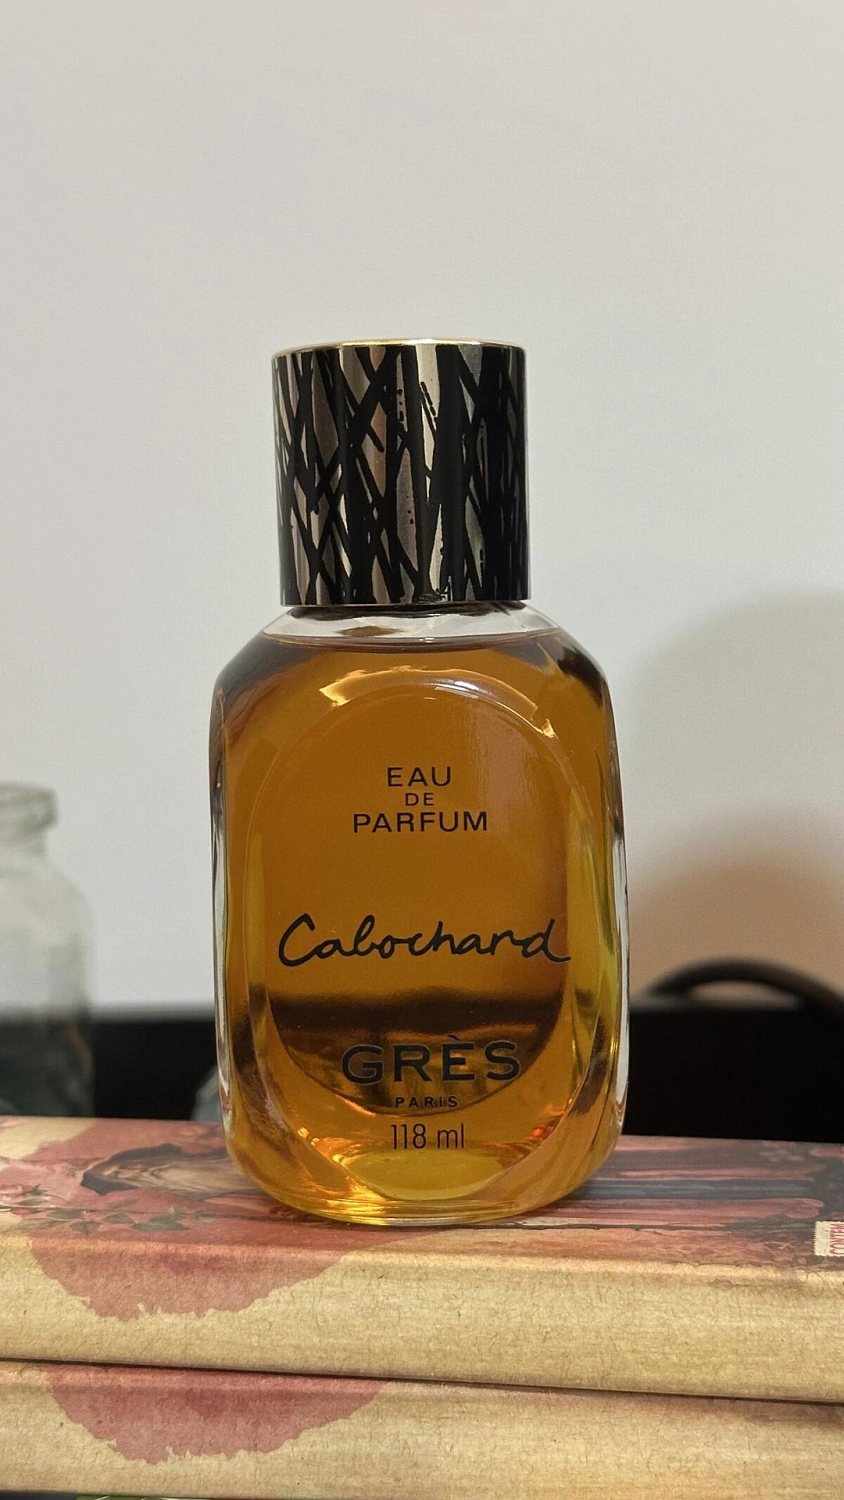 EAU
DE
PARFUM
Cabochard
GRÈS
PARIS
118 ml